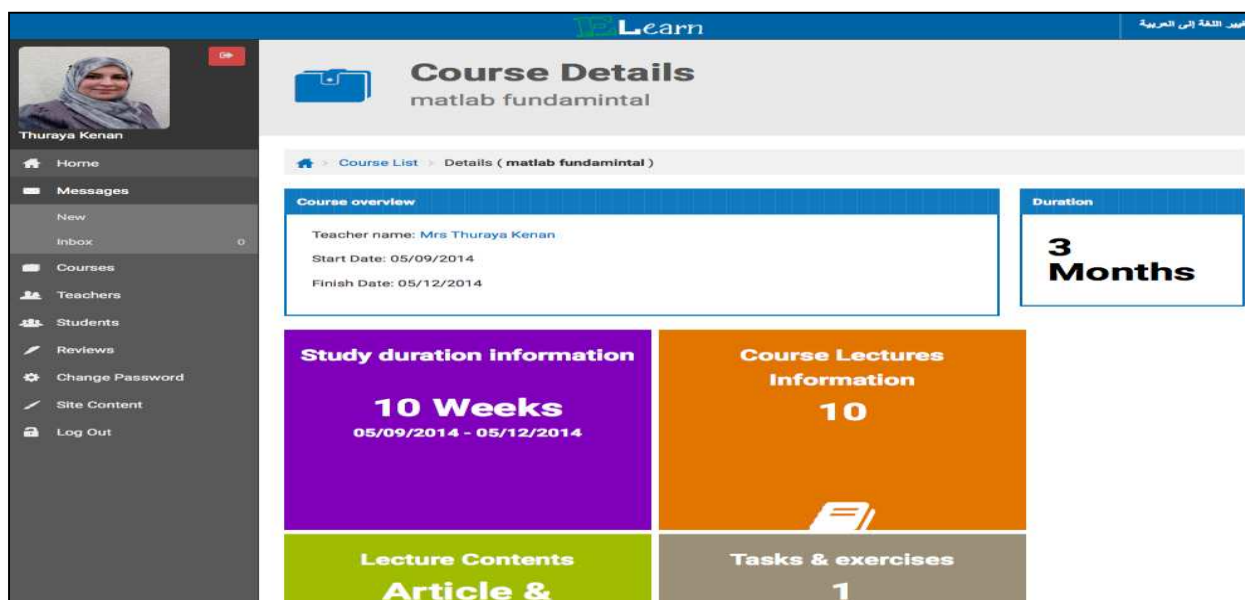 ELearn
تغيير اللغة إلى العربية
Thuraya Kenan
Home
Messages
New
Inbox 0
Courses
Teachers
Students
Reviews
Change Password
Site Content
Log Out
Course Details
matlab fundamintal
Course List > Details ( matlab fundamintal )
Course overview
Teacher name: Mrs Thuraya Kenan
Start Date: 05/09/2014
Finish Date: 05/12/2014
Duration
3
Months
Study duration information
10 Weeks
05/09/2014 - 05/12/2014
Course Lectures
Information
10
Lecture Contents
Article &
Tasks & exercises
1